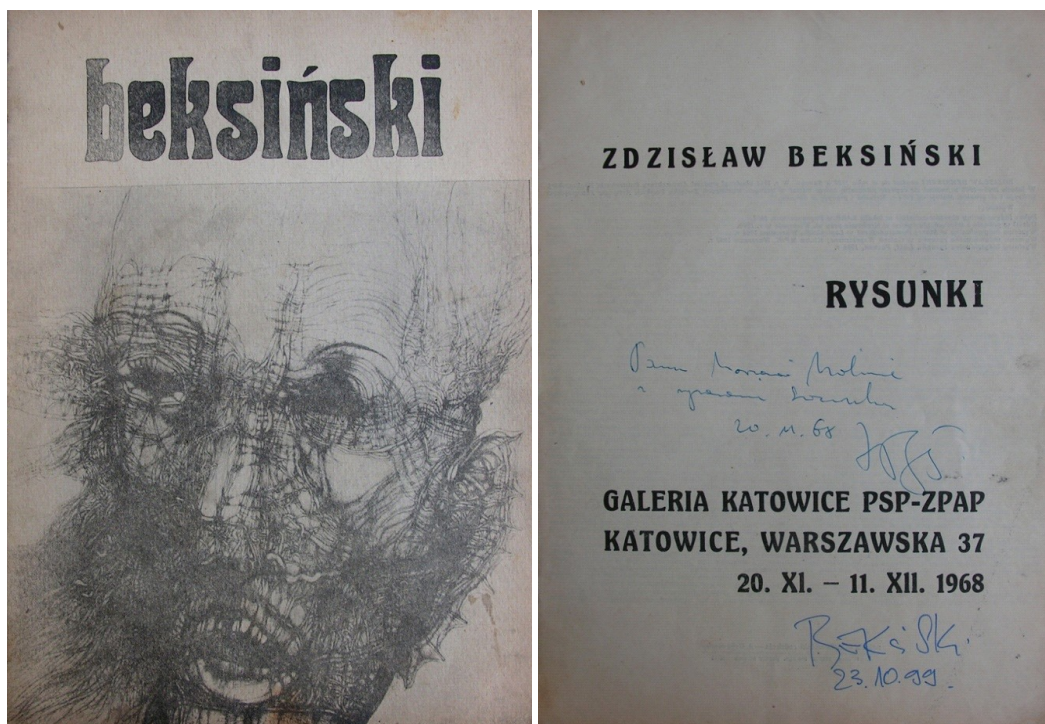 beksiński
ZDZISŁAW BEKSIŃSKI
RYSUNKI
20. 11. 68
GALERIA KATOWICE PSP-ZPAP
KATOWICE, WARSZAWSKA 37
20. XI. – 11. XII. 1968
Beksiński
23.10.99.